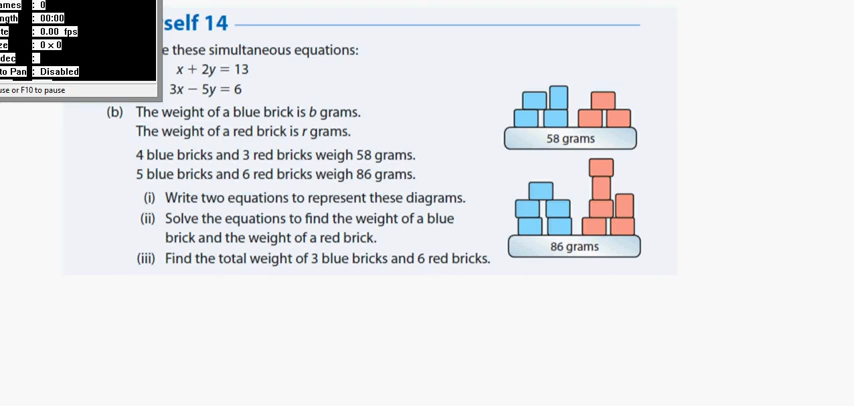 ames : 0
ngth : 00:00
te : 0.00 fps
ze : 0 x 0
dec :
to Pan : Disabled
use or F10 to pause
self 14
e these simultaneous equations:
x + 2y = 13
3x − 5y = 6
(b) The weight of a blue brick is b grams.
The weight of a red brick is r grams.
4 blue bricks and 3 red bricks weigh 58 grams.
5 blue bricks and 6 red bricks weigh 86 grams.
(i) Write two equations to represent these diagrams.
(ii) Solve the equations to find the weight of a blue
brick and the weight of a red brick.
(iii) Find the total weight of 3 blue bricks and 6 red bricks.
58 grams
86 grams